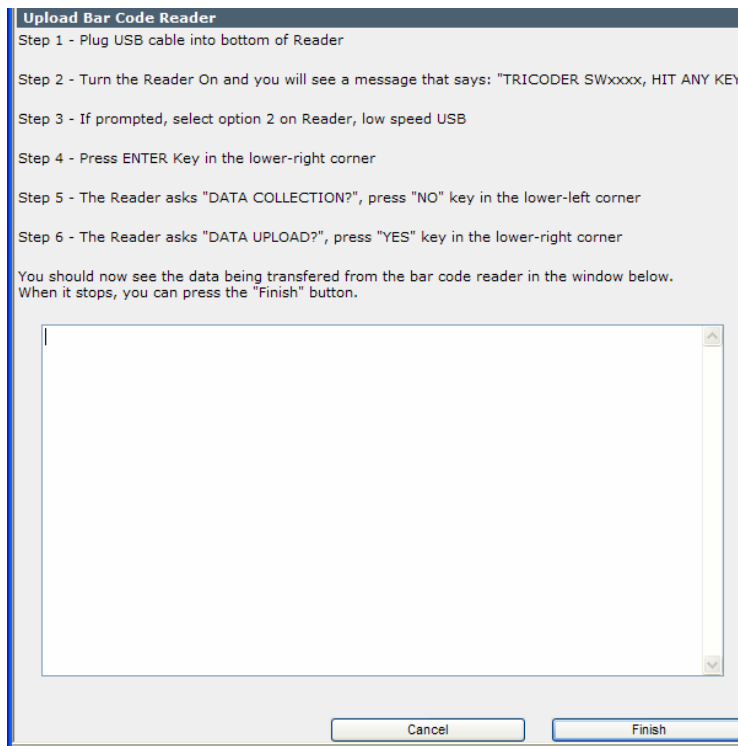 Upload Bar Code Reader
Step 1 - Plug USB cable into bottom of Reader
Step 2 - Turn the Reader On and you will see a message that says: "TRICODER SWxxxx, HIT ANY KEY
Step 3 - If prompted, select option 2 on Reader, low speed USB
Step 4 - Press ENTER Key in the lower-right corner
Step 5 - The Reader asks "DATA COLLECTION?", press "NO" key in the lower-left corner
Step 6 - The Reader asks "DATA UPLOAD?", press "YES" key in the lower-right corner
You should now see the data being transfered from the bar code reader in the window below.
When it stops, you can press the "Finish" button.
Cancel
Finish